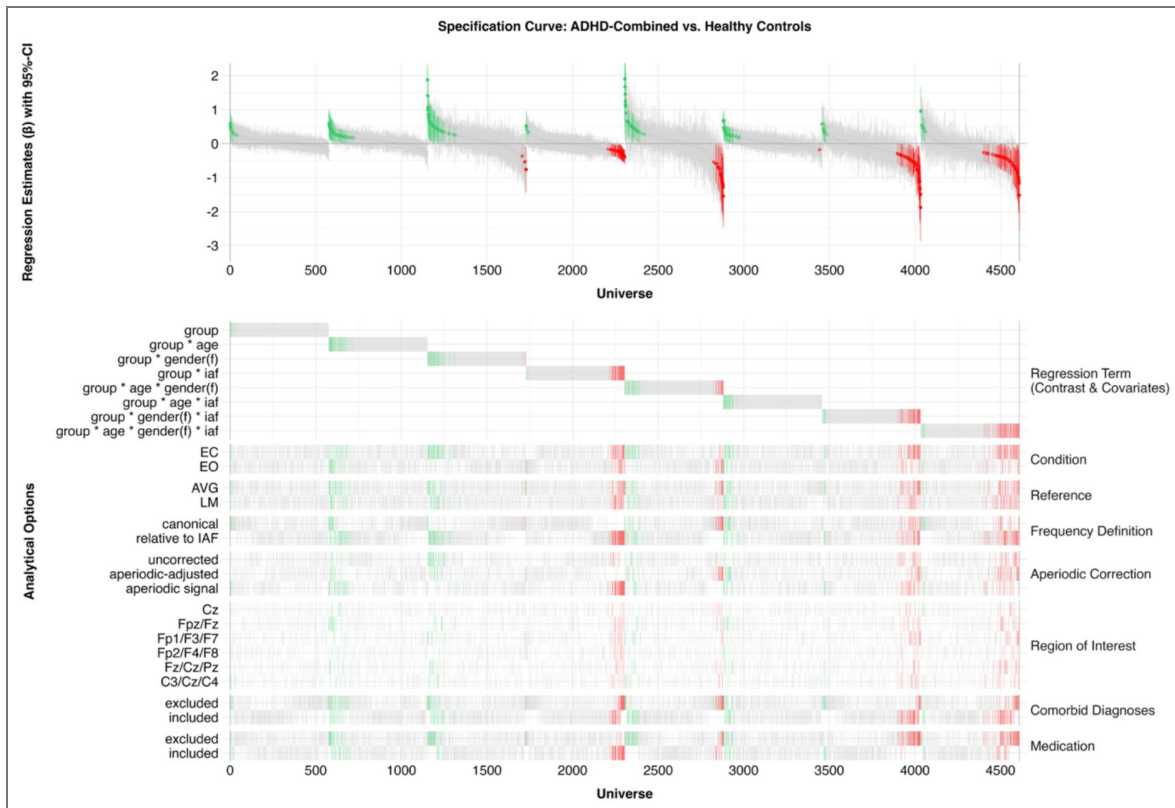 Specification Curve: ADHD-Combined vs. Healthy Controls
Regression Estimates (β) with 95%-CI
2
1
0
-1
-2
-3
0 500 1000 1500 2000 2500 3000 3500 4000 4500
Universe
Analytical Options
group
group * age
group * gender(f)
group * iaf
group * age * gender(f)
group * age * iaf
group * gender(f) * iaf
group * age * gender(f) * iaf
Regression Term
(Contrast & Covariates)
EC
EO
Condition
AVG
LM
Reference
canonical
relative to IAF
Frequency Definition
uncorrected
aperiodic-adjusted
aperiodic signal
Aperiodic Correction
Cz
Fpz/Fz
Fp1/F3/F7
Fp2/F4/F8
Fz/Cz/Pz
C3/Cz/C4
Region of Interest
excluded
included
Comorbid Diagnoses
excluded
included
Medication
0 500 1000 1500 2000 2500 3000 3500 4000 4500
Universe